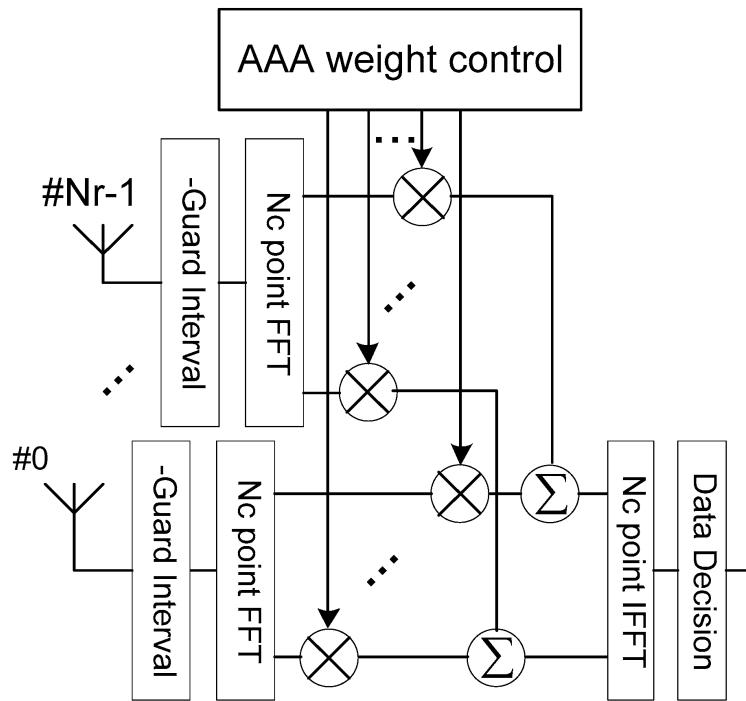 AAA weight control
#Nr-1
-Guard Interval
Nc point FFT
#0
-Guard Interval
Nc point FFT
Σ
Σ
Nc point IFFT
Data Decision